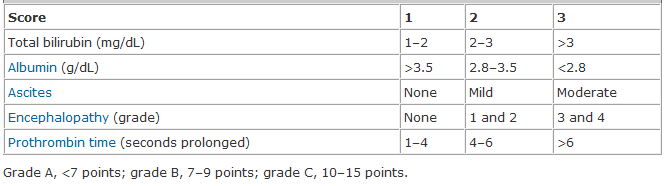 Score 1 2 3
Total bilirubin (mg/dL) 1–2 2–3 >3
Albumin (g/dL) >3.5 2.8–3.5 <2.8
Ascites None Mild Moderate
Encephalopathy (grade) None 1 and 2 3 and 4
Prothrombin time (seconds prolonged) 1–4 4–6 >6
Grade A, <7 points; grade B, 7–9 points; grade C, 10–15 points.